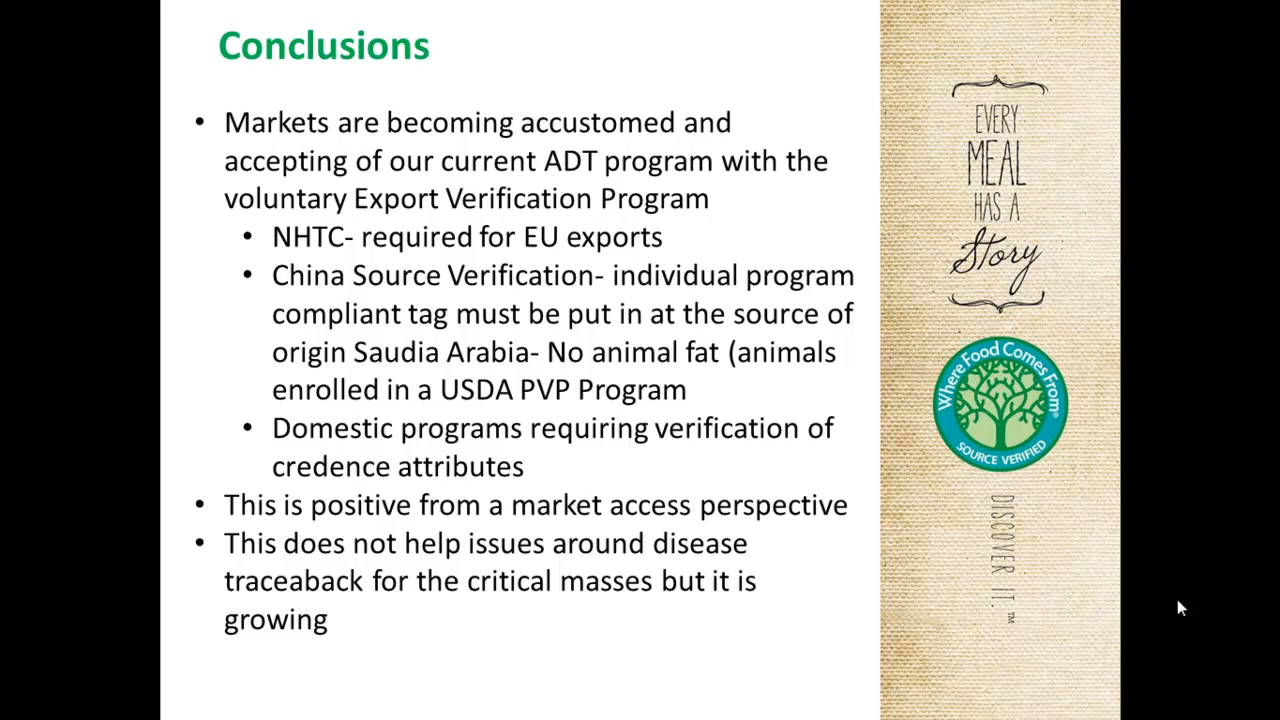 Conclusions
• Markets are becoming accustomed and
accepting of our current ADT program with the
voluntary Export Verification Program
• NHTC- required for EU exports
• China Source Verification- individual program
compliant tag must be put in at the source of
origin Saudia Arabia- No animal fat (animals
enrolled in a USDA PVP Program
• Domestic programs requiring verification of
credence attributes
• This is positive from a market access perspective
• This does not help issues around disease
traceback for the critical masses but it is
growing
EVERY
MEAL
HAS A
Story
Where Food Comes From®
SOURCE VERIFIED
DISCOVER IT.™